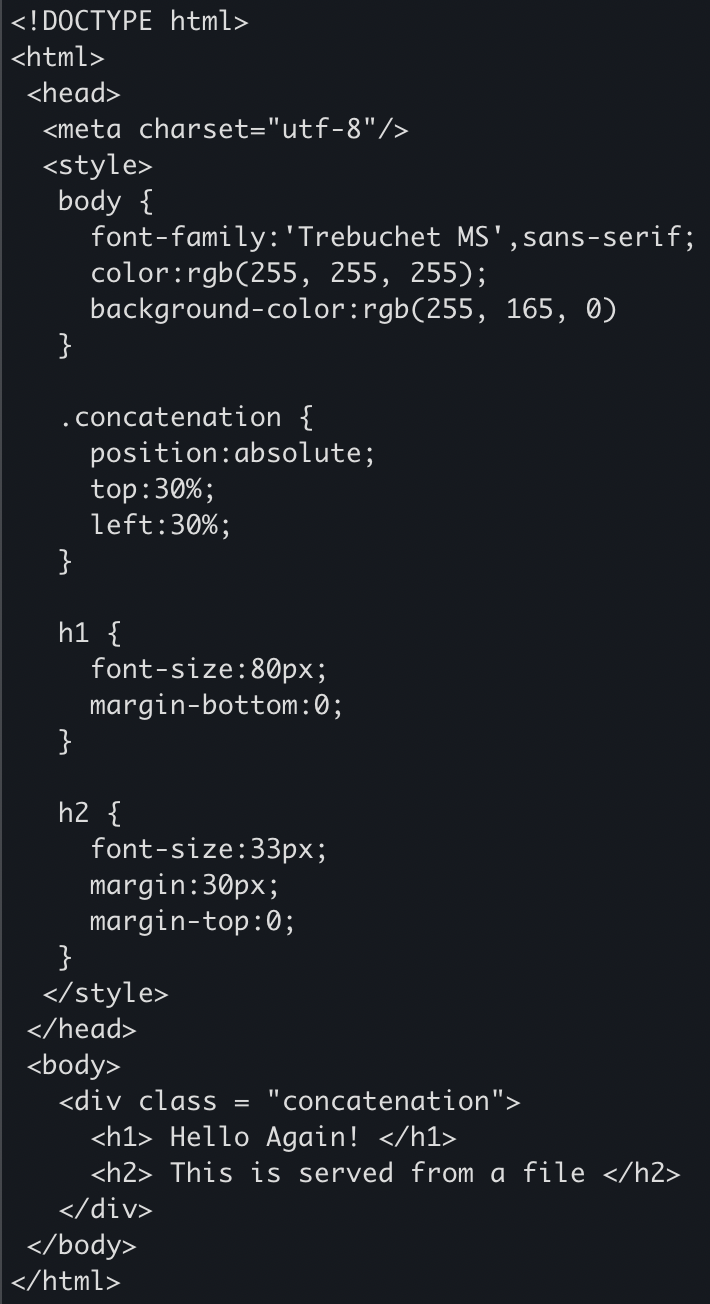 <!DOCTYPE html>
<html>
 <head>
  <meta charset="utf-8"/>
  <style>
   body {
     font-family:'Trebuchet MS',sans-serif;
     color:rgb(255, 255, 255);
     background-color:rgb(255, 165, 0)
   }

   .concatenation {
     position:absolute;
     top:30%;
     left:30%;
   }

   h1 {
     font-size:80px;
     margin-bottom:0;
   }

   h2 {
     font-size:33px;
     margin:30px;
     margin-top:0;
   }
  </style>
 </head>
 <body>
   <div class = "concatenation">
     <h1> Hello Again! </h1>
     <h2> This is served from a file </h2>
   </div>
 </body>
</html>